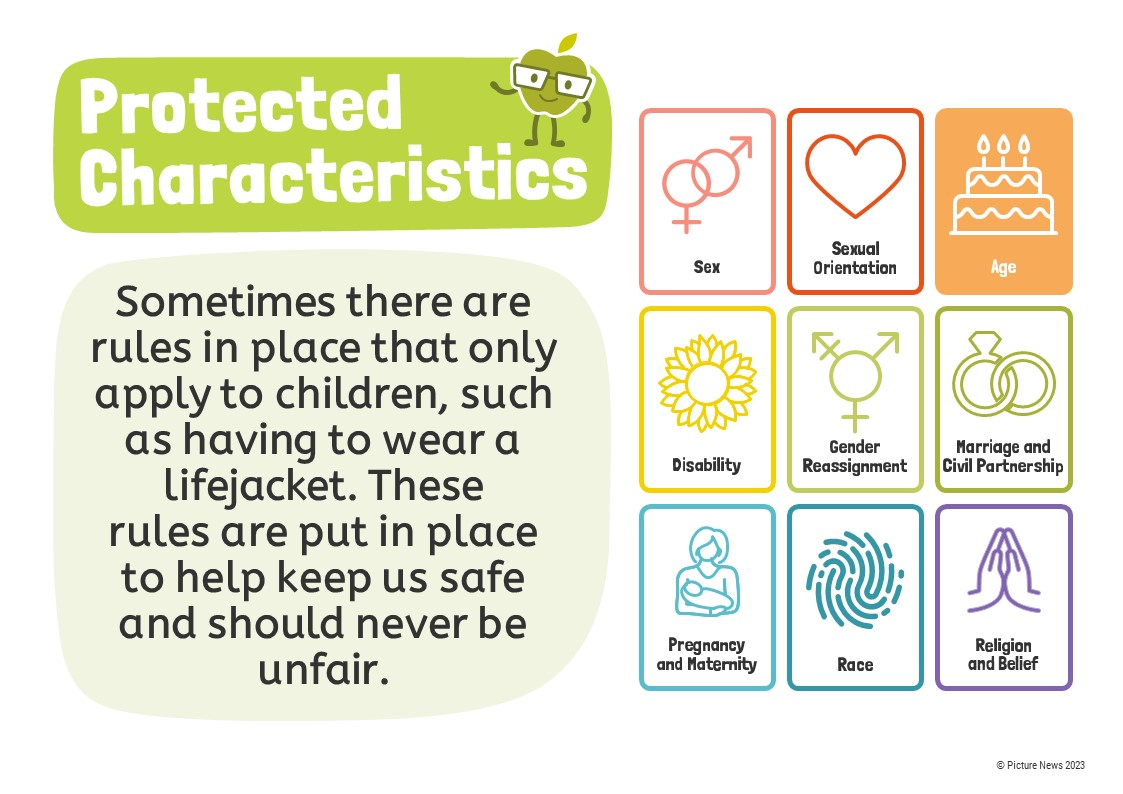 Protected
Characteristics
Sometimes there are
rules in place that only
apply to children, such
as having to wear a
lifejacket. These
rules are put in place
to help keep us safe
and should never be
unfair.
Sex
Sexual
Orientation
Age
Disability
Gender
Reassignment
Marriage and
Civil Partnership
Pregnancy
and Maternity
Race
Religion
and Belief
© Picture News 2023